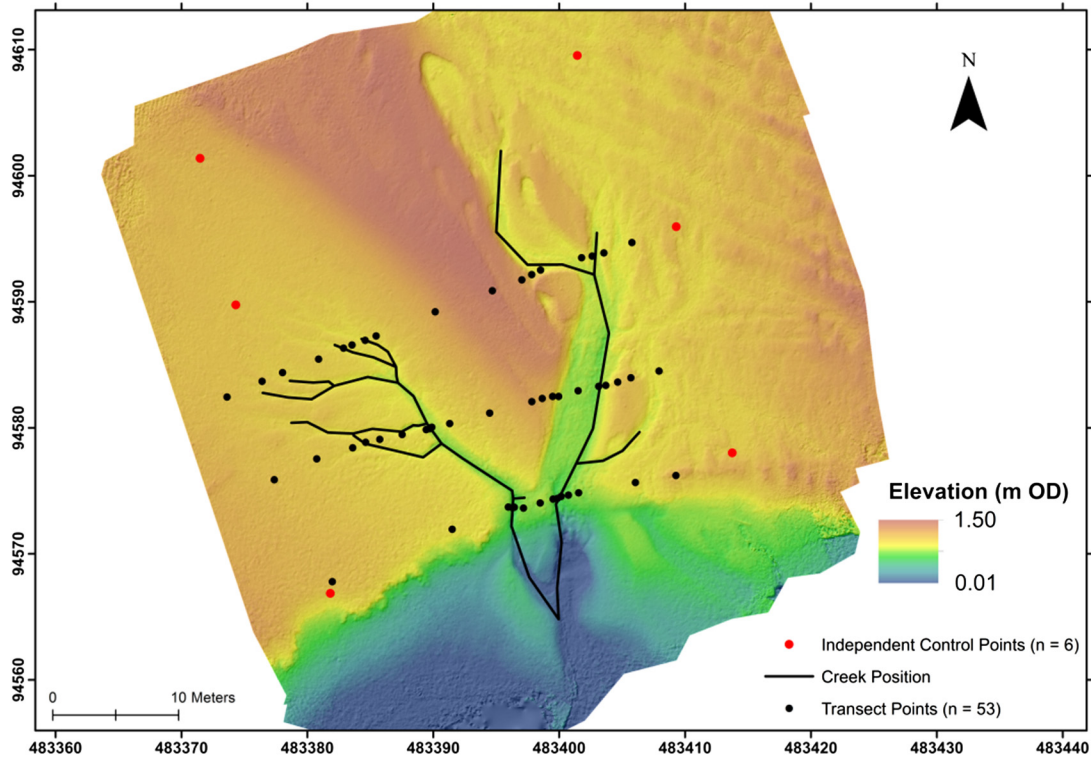 94610
94600
94590
94580
94570
94560
N
Elevation (m OD)
1.50
0.01
Independent Control Points (n = 6)
Creek Position
Transect Points (n = 53)
0 10 Meters
483360 483370 483380 483390 483400 483410 483420 483430 483440